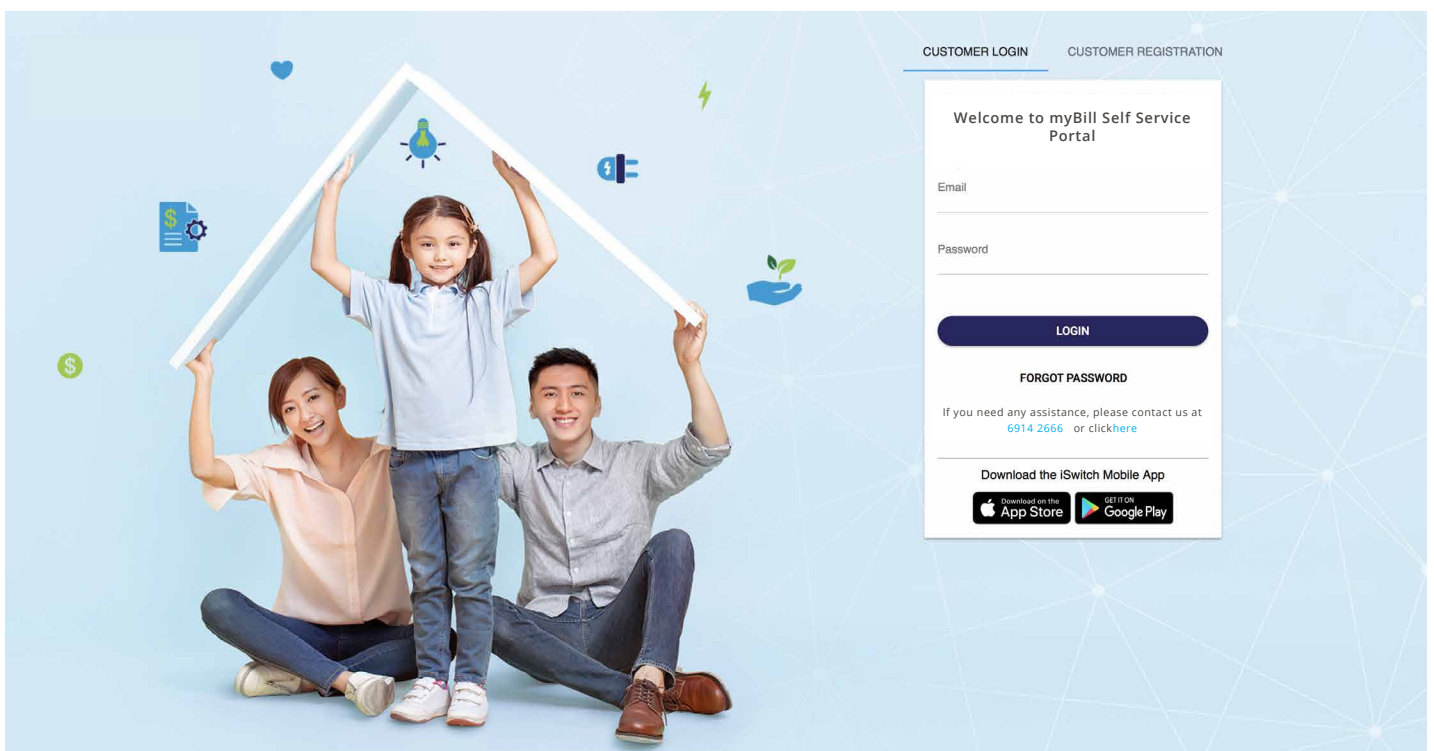 CUSTOMER LOGIN CUSTOMER REGISTRATION
Welcome to myBill Self Service
Portal
Email
Password
LOGIN
FORGOT PASSWORD
If you need any assistance, please contact us at
6914 2666 or clickhere
Download the iSwitch Mobile App
Download on the
App Store
GET IT ON
Google Play
$
$